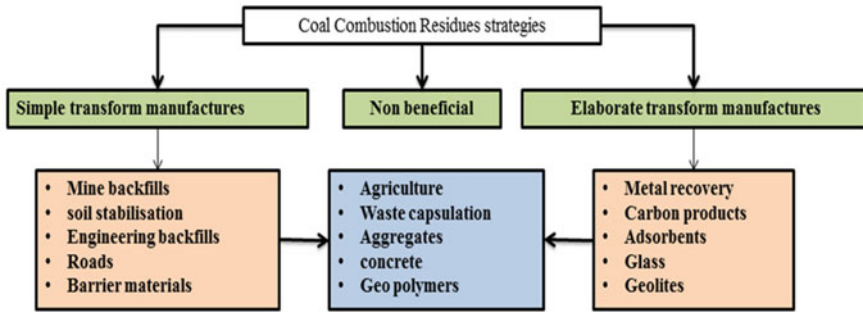 Coal Combustion Residues strategies
Simple transform manufactures
Non beneficial
Elaborate transform manufactures
• Mine backfills
• soil stabilisation
• Engineering backfills
• Roads
• Barrier materials
• Agriculture
• Waste capsulation
• Aggregates
• concrete
• Geo polymers
• Metal recovery
• Carbon products
• Adsorbents
• Glass
• Geolites